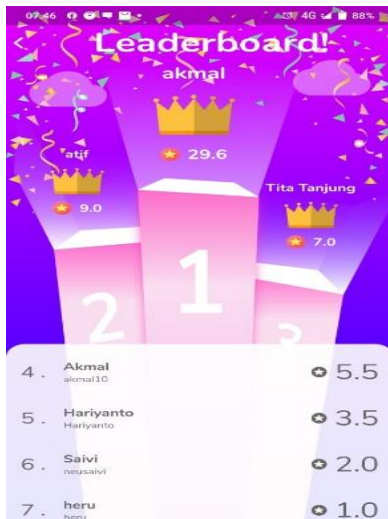 07:46 4G 88%
Leaderboard!
akmal
29.6
atif
9.0
Tita Tanjung
7.0
1
2
3
4. Akmal
akmal10
5.5
5. Hariyanto
Hariyanto
3.5
6. Saivi
neusaivi
2.0
7. heru
heru
1.0